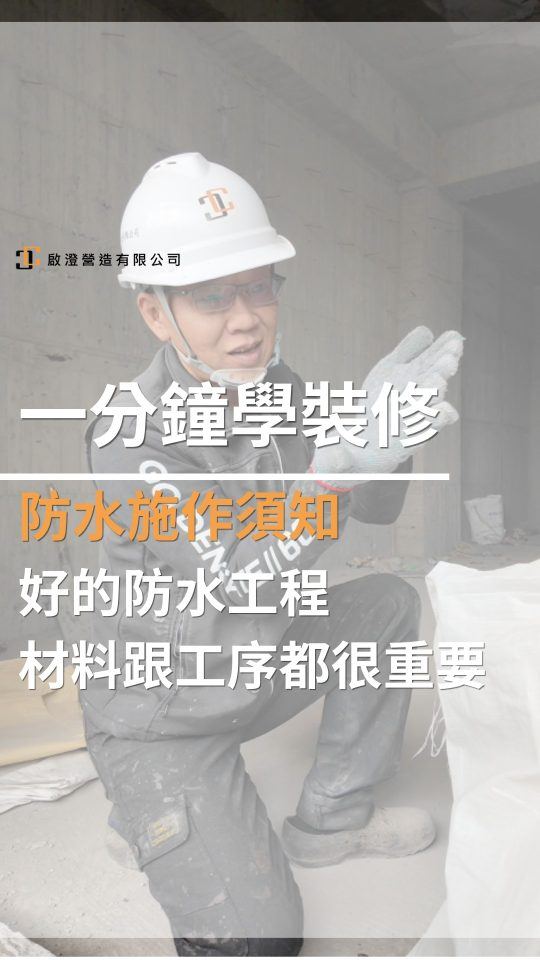 啟澄營造有限公司
一分鐘學裝修
防水施作須知
好的防水工程
材料跟工序都很重要